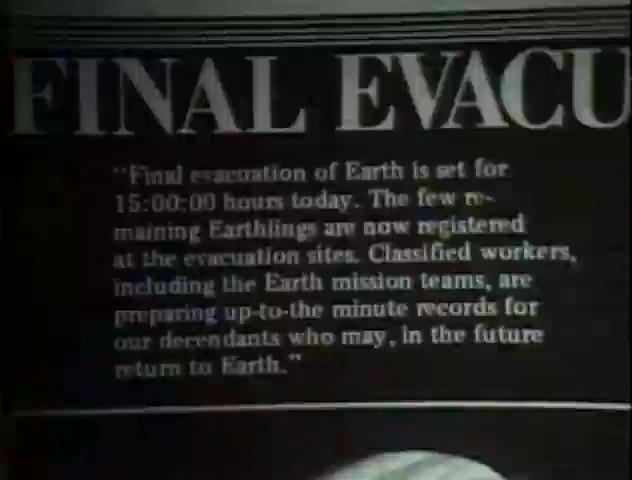 FINAL EVACU
"Final evacuation of Earth is set for
15:00:00 hours today. The few re-
maining Earthlings are now registered
at the evacuation sites. Classified workers,
including the Earth mission teams, are
preparing up-to-the minute records for
our decendants who may, in the future
return to Earth."